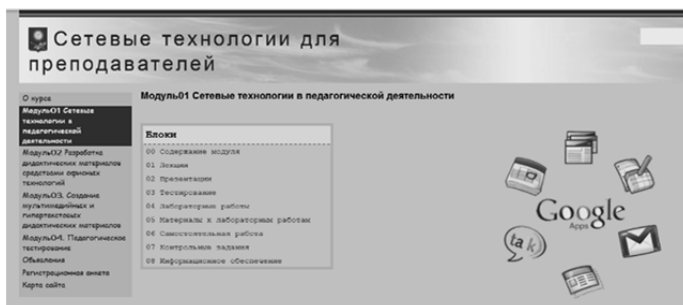 Сетевые технологии для
преподавателей
О курсе
Модуль01 Сетевые
технологии в
педагогической
деятельности
Модуль02 Разработка
дидактических материалов
средствами офисных
технологий
Модуль03. Создание
мультимедийных и
гипертекстовых
дидактических материалов
Модуль04. Педагогическое
тестирование
Объявления
Регистрационная анкета
Карта сайта
Модуль01 Сетевые технологии в педагогической деятельности
Блоки
00 Содержание модуля
01 Лекции
02 Презентации
03 Тестирование
04 Лабораторные работы
05 Материалы к лабораторным работам
06 Самостоятельная работа
07 Контрольные задания
08 Информационное обеспечение
Google
Apps
talk